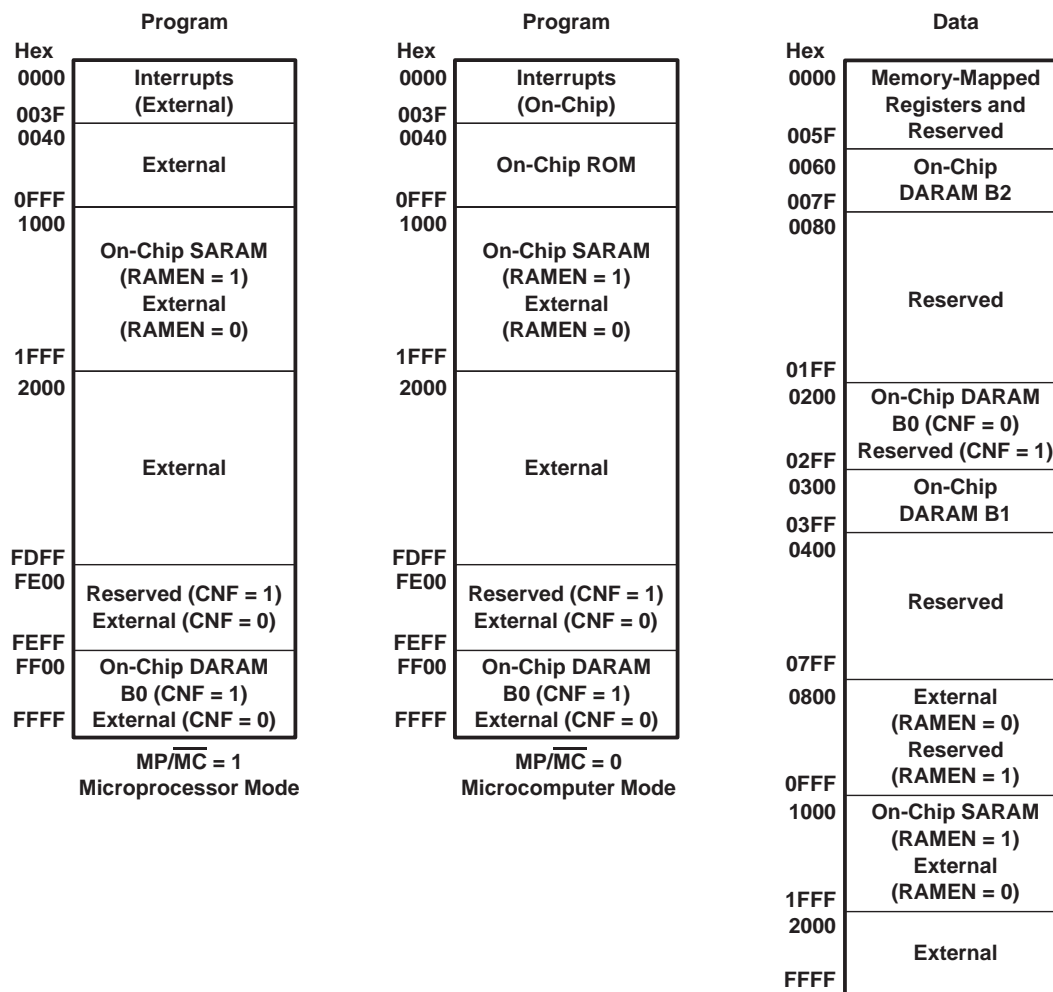 Program
Hex
0000
Interrupts
(External)
003F
0040
External
0FFF
1000
On-Chip SARAM
(RAMEN = 1)
External
(RAMEN = 0)
1FFF
2000
External
FDFF
FE00
Reserved (CNF = 1)
External (CNF = 0)
FEFF
FF00
On-Chip DARAM
B0 (CNF = 1)
External (CNF = 0)
FFFF
MP/M̅C̅ = 1
Microprocessor Mode
Program
Hex
0000
Interrupts
(On-Chip)
003F
0040
On-Chip ROM
0FFF
1000
On-Chip SARAM
(RAMEN = 1)
External
(RAMEN = 0)
1FFF
2000
External
FDFF
FE00
Reserved (CNF = 1)
External (CNF = 0)
FEFF
FF00
On-Chip DARAM
B0 (CNF = 1)
External (CNF = 0)
FFFF
MP/M̅C̅ = 0
Microcomputer Mode
Data
Hex
0000
Memory-Mapped
Registers and
Reserved
005F
0060
On-Chip
DARAM B2
007F
0080
Reserved
01FF
0200
On-Chip DARAM
B0 (CNF = 0)
Reserved (CNF = 1)
02FF
0300
On-Chip
DARAM B1
03FF
0400
Reserved
07FF
0800
External
(RAMEN = 0)
Reserved
(RAMEN = 1)
0FFF
1000
On-Chip SARAM
(RAMEN = 1)
External
(RAMEN = 0)
1FFF
2000
External
FFFF